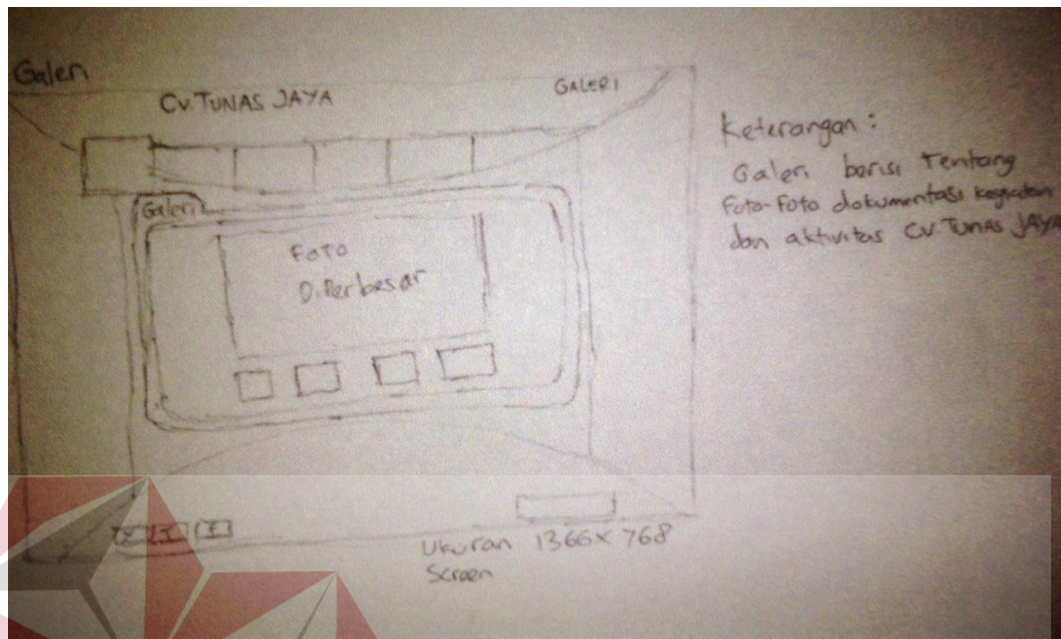 Galeri
CV. TUNAS JAYA
GALERI
Galeri
FOTO
DiPerbesar
Keterangan :
Galeri berisi Tentang
Foto-Foto dokumentasi kegiatan
dan aktivitas CV. TUNAS JAYA
Ukuran 1366 x 768
Screen